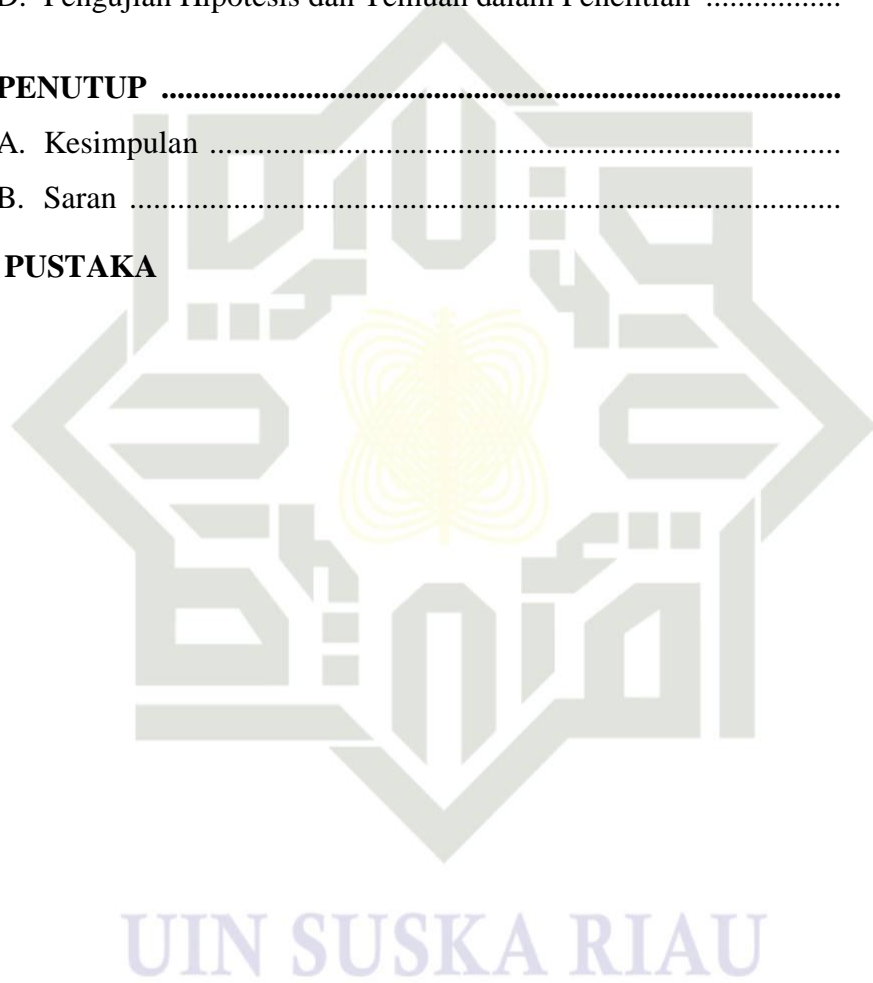 D. Pengujian Hipotesis dan Temuan dalam Penelitian .................
PENUTUP .....................................................................................
A. Kesimpulan ...............................................................................
B. Saran .........................................................................................
PUSTAKA
UIN SUSKA RIAU